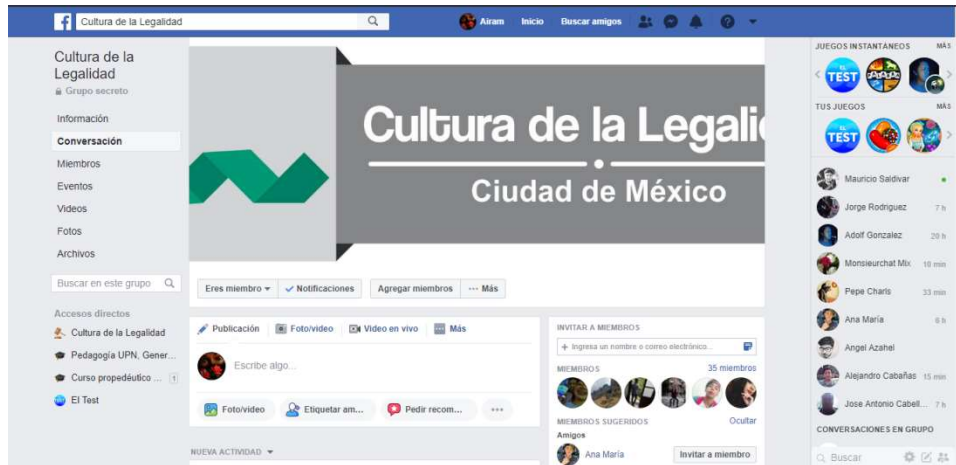 Cultura de la Legalidad
Airam Inicio Buscar amigos
Cultura de la
Legalidad
Grupo secreto
Información
Conversación
Miembros
Eventos
Videos
Fotos
Archivos
Buscar en este grupo
Accesos directos
Cultura de la Legalidad
Pedagogía UPN, Gener...
Curso propedéutico ... 1
El Test
Cultura de la Legali
Ciudad de México
Eres miembro Notificaciones Agregar miembros ... Más
Publicación Foto/video Video en vivo Más
Escribe algo...
Foto/video Etiquetar am... Pedir recom... ...
NUEVA ACTIVIDAD
INVITAR A MIEMBROS
+ Ingresa un nombre o correo electrónico...
MIEMBROS 35 miembros
MIEMBROS SUGERIDOS Ocultar
Amigos
Ana María Invitar a miembro
JUEGOS INSTANTÁNEOS MÁS
TEST
TUS JUEGOS MÁS
TEST
Mauricio Saldivar
Jorge Rodriguez 7 h
Adolf Gonzalez 20 h
Monsieurchat Mix 10 min
Pepe Charls 33 min
Ana María
Angel Azahel
Alejandro Cabañas 15 min
Jose Antonio Cabell... 7 h
CONVERSACIONES EN GRUPO
Buscar